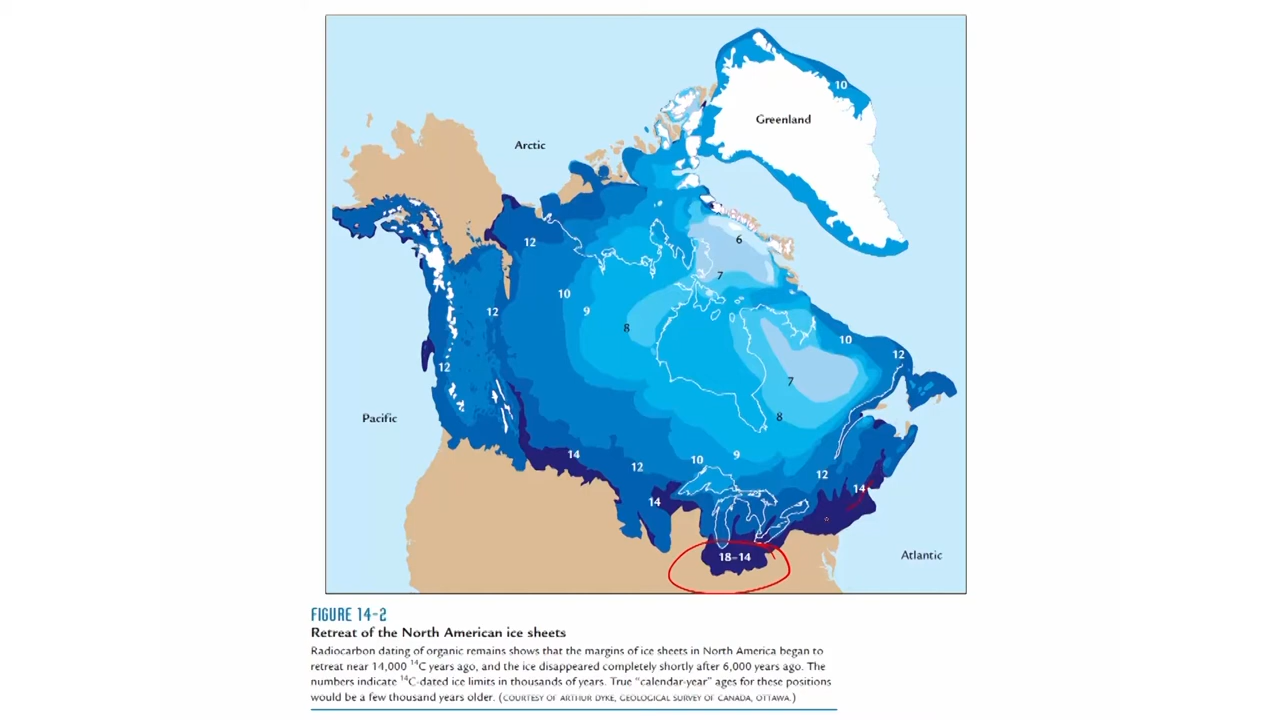 10
Greenland
Arctic
6
12
7
10
9
12
8
10
12
12
7
Pacific
8
14
9
10
12
12
14
14
Atlantic
18–14
FIGURE 14-2
Retreat of the North American ice sheets
Radiocarbon dating of organic remains shows that the margins of ice sheets in North America began to
retreat near 14,000 ¹⁴C years ago, and the ice disappeared completely shortly after 6,000 years ago. The
numbers indicate ¹⁴C-dated ice limits in thousands of years. True "calendar-year" ages for these positions
would be a few thousand years older. (COURTESY OF ARTHUR DYKE, GEOLOGICAL SURVEY OF CANADA, OTTAWA.)